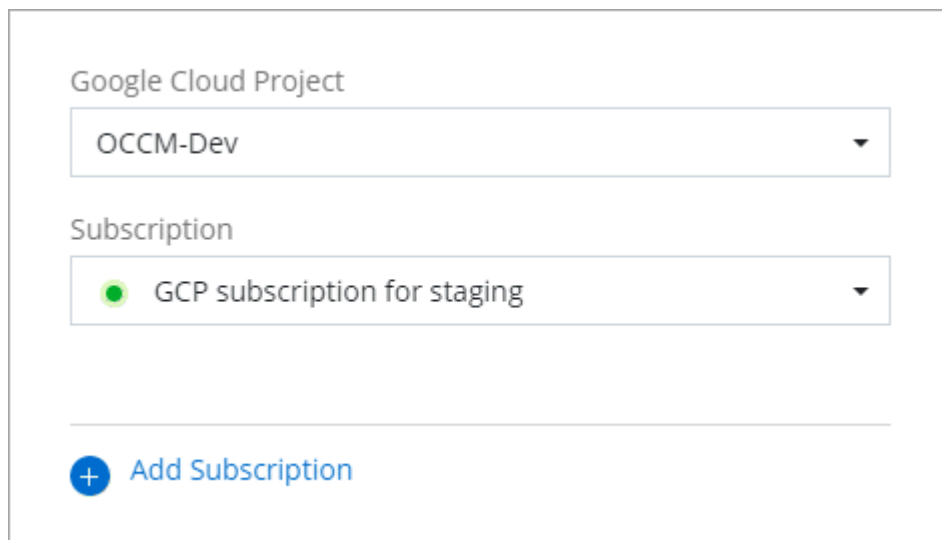 Google Cloud Project
OCCM-Dev
Subscription
GCP subscription for staging
Add Subscription